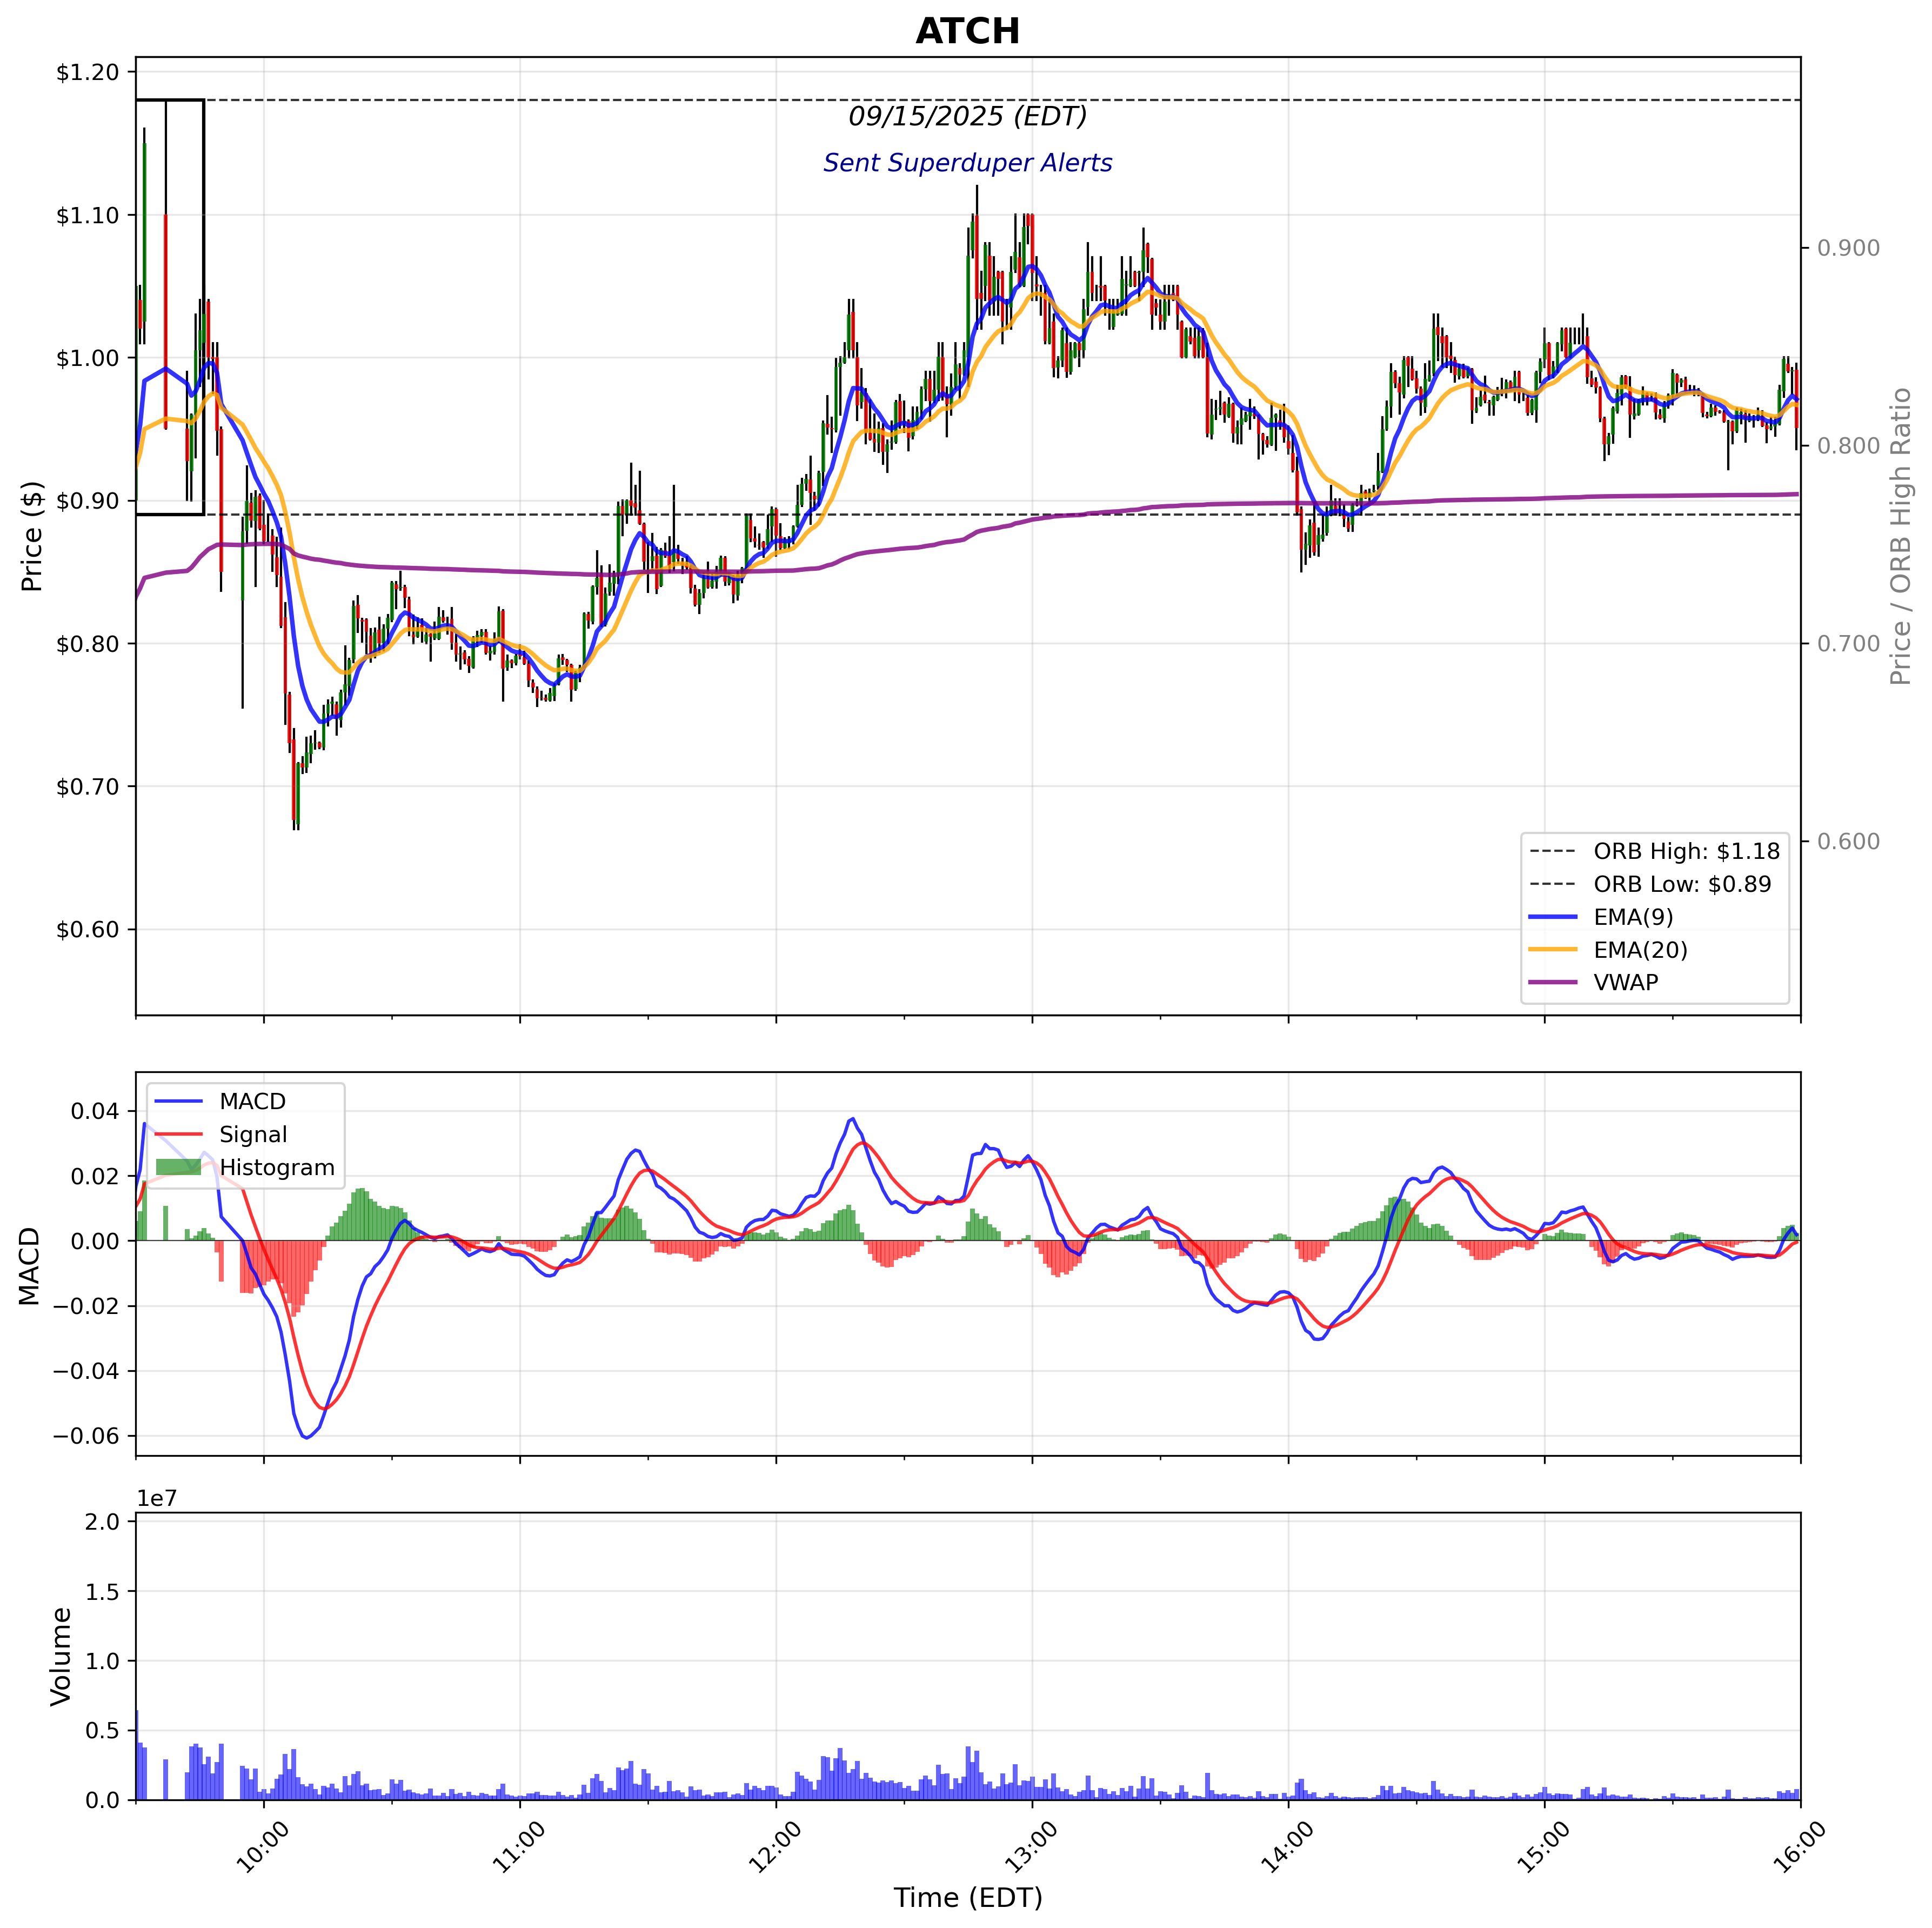 ATCH
09/15/2025 (EDT)
Sent Superduper Alerts
Price ($)
$1.20
$1.10
$1.00
$0.90
$0.80
$0.70
$0.60
0.900
0.800
0.700
0.600
Price / ORB High Ratio
ORB High: $1.18
ORB Low: $0.89
EMA(9)
EMA(20)
VWAP
MACD
0.04
0.02
0.00
−0.02
−0.04
−0.06
MACD
Signal
Histogram
1e7
Volume
2.0
1.5
1.0
0.5
0.0
10:00
11:00
12:00
13:00
14:00
15:00
16:00
Time (EDT)